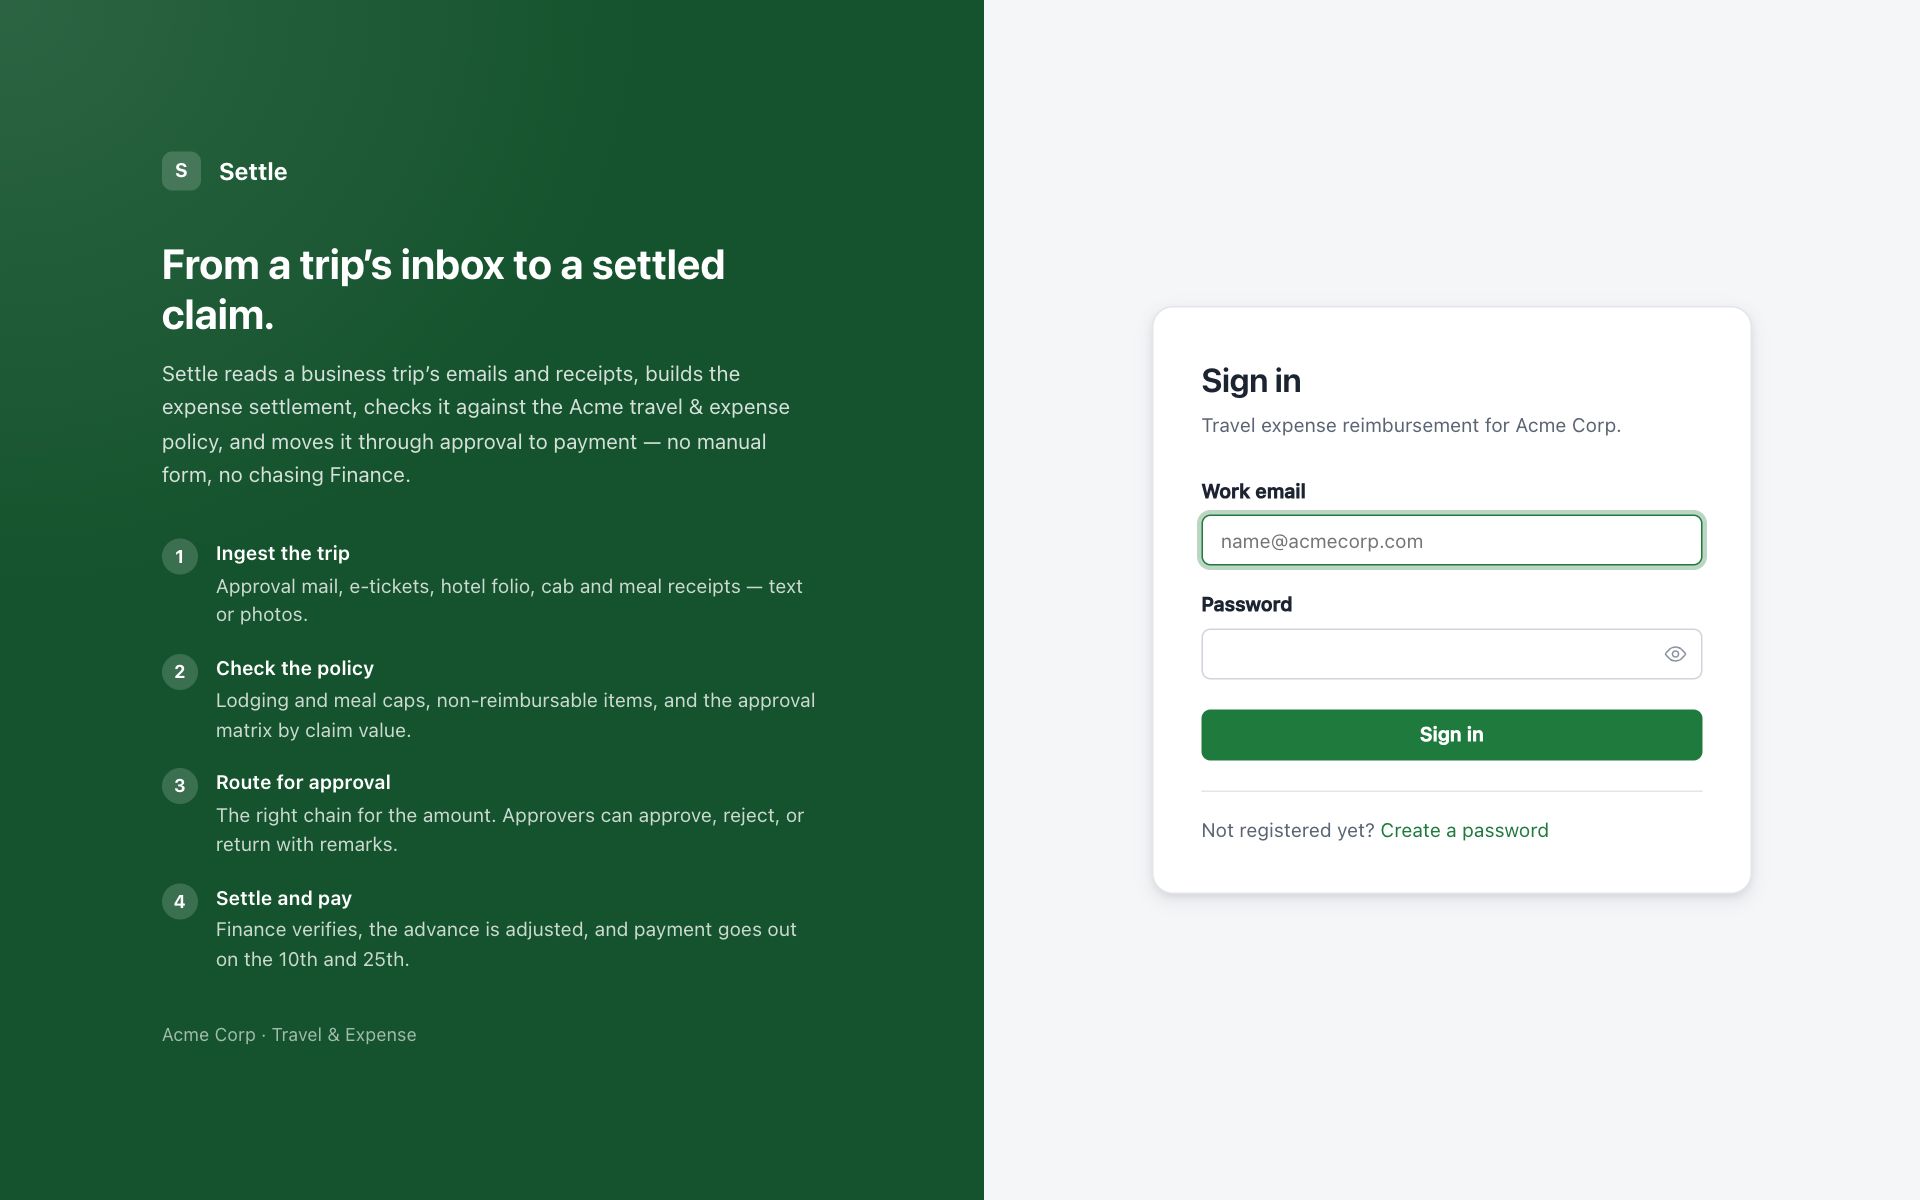 S Settle
From a trip’s inbox to a settled
claim.
Settle reads a business trip’s emails and receipts, builds the
expense settlement, checks it against the Acme travel & expense
policy, and moves it through approval to payment — no manual
form, no chasing Finance.
1 Ingest the trip
Approval mail, e-tickets, hotel folio, cab and meal receipts — text
or photos.
2 Check the policy
Lodging and meal caps, non-reimbursable items, and the approval
matrix by claim value.
3 Route for approval
The right chain for the amount. Approvers can approve, reject, or
return with remarks.
4 Settle and pay
Finance verifies, the advance is adjusted, and payment goes out
on the 10th and 25th.
Acme Corp · Travel & Expense
Sign in
Travel expense reimbursement for Acme Corp.
Work email
name@acmecorp.com
Password
Sign in
Not registered yet? Create a password